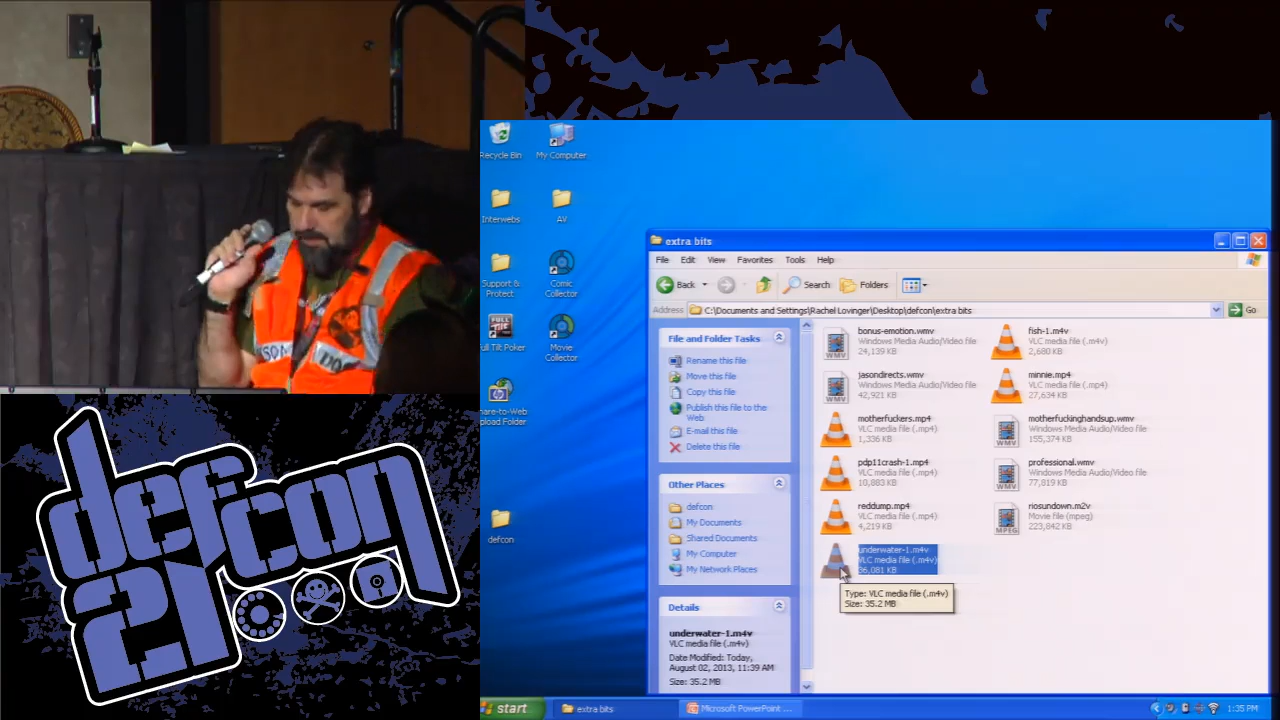 defcon
21
Recycle Bin
My Computer
Interwebs
AV
Support &
Protect
Comic
Collector
FULL
TILT
Full Tilt Poker
Movie
Collector
Share-to-Web
Upload Folder
defcon
extra bits
File Edit View Favorites Tools Help
Back Search Folders
Address C:\Documents and Settings\Rachel Lovinger\Desktop\defcon\extra bits Go
File and Folder Tasks
Rename this file
Move this file
Copy this file
Publish this file to the
Web
E-mail this file
Delete this file
Other Places
defcon
My Documents
Shared Documents
My Computer
My Network Places
Details
underwater-1.m4v
VLC media file (.m4v)
Date Modified: Today,
August 02, 2013, 11:39 AM
Size: 35.2 MB
WMV
bonus-emotion.wmv
Windows Media Audio/Video file
24,139 KB
fish-1.m4v
VLC media file (.m4v)
2,680 KB
WMV
jasondirects.wmv
Windows Media Audio/Video file
42,921 KB
minnie.mp4
VLC media file (.mp4)
27,634 KB
motherfuckers.mp4
VLC media file (.mp4)
1,336 KB
WMV
motherfuckinghandsup.wmv
Windows Media Audio/Video file
155,374 KB
pdp11crash-1.mp4
VLC media file (.mp4)
10,883 KB
WMV
professional.wmv
Windows Media Audio/Video file
77,819 KB
reddump.mp4
VLC media file (.mp4)
4,219 KB
MPEG
riosundown.m2v
Movie file (mpeg)
223,842 KB
underwater-1.m4v
VLC media file (.m4v)
36,081 KB
Type: VLC media file (.m4v)
Size: 35.2 MB
start
extra bits
Microsoft PowerPoint ...
1:35 PM